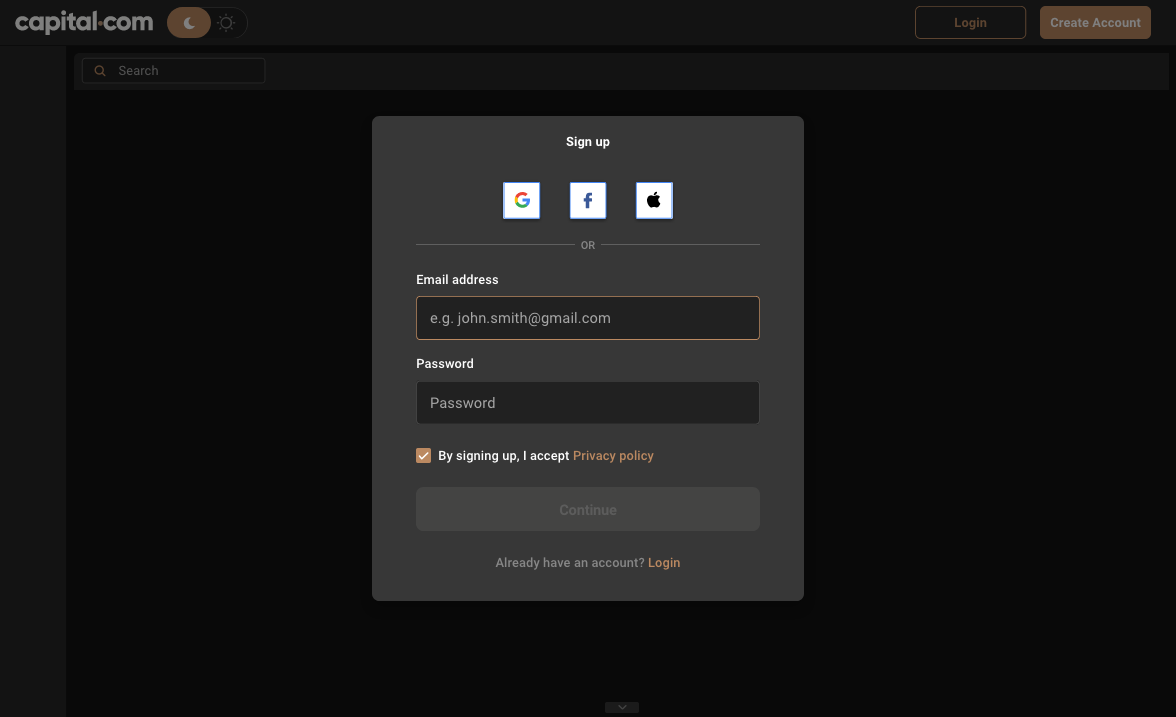 capital.com
Login
Create Account
Search
Sign up
OR
Email address
e.g. john.smith@gmail.com
Password
Password
By signing up, I accept Privacy policy
Continue
Already have an account? Login